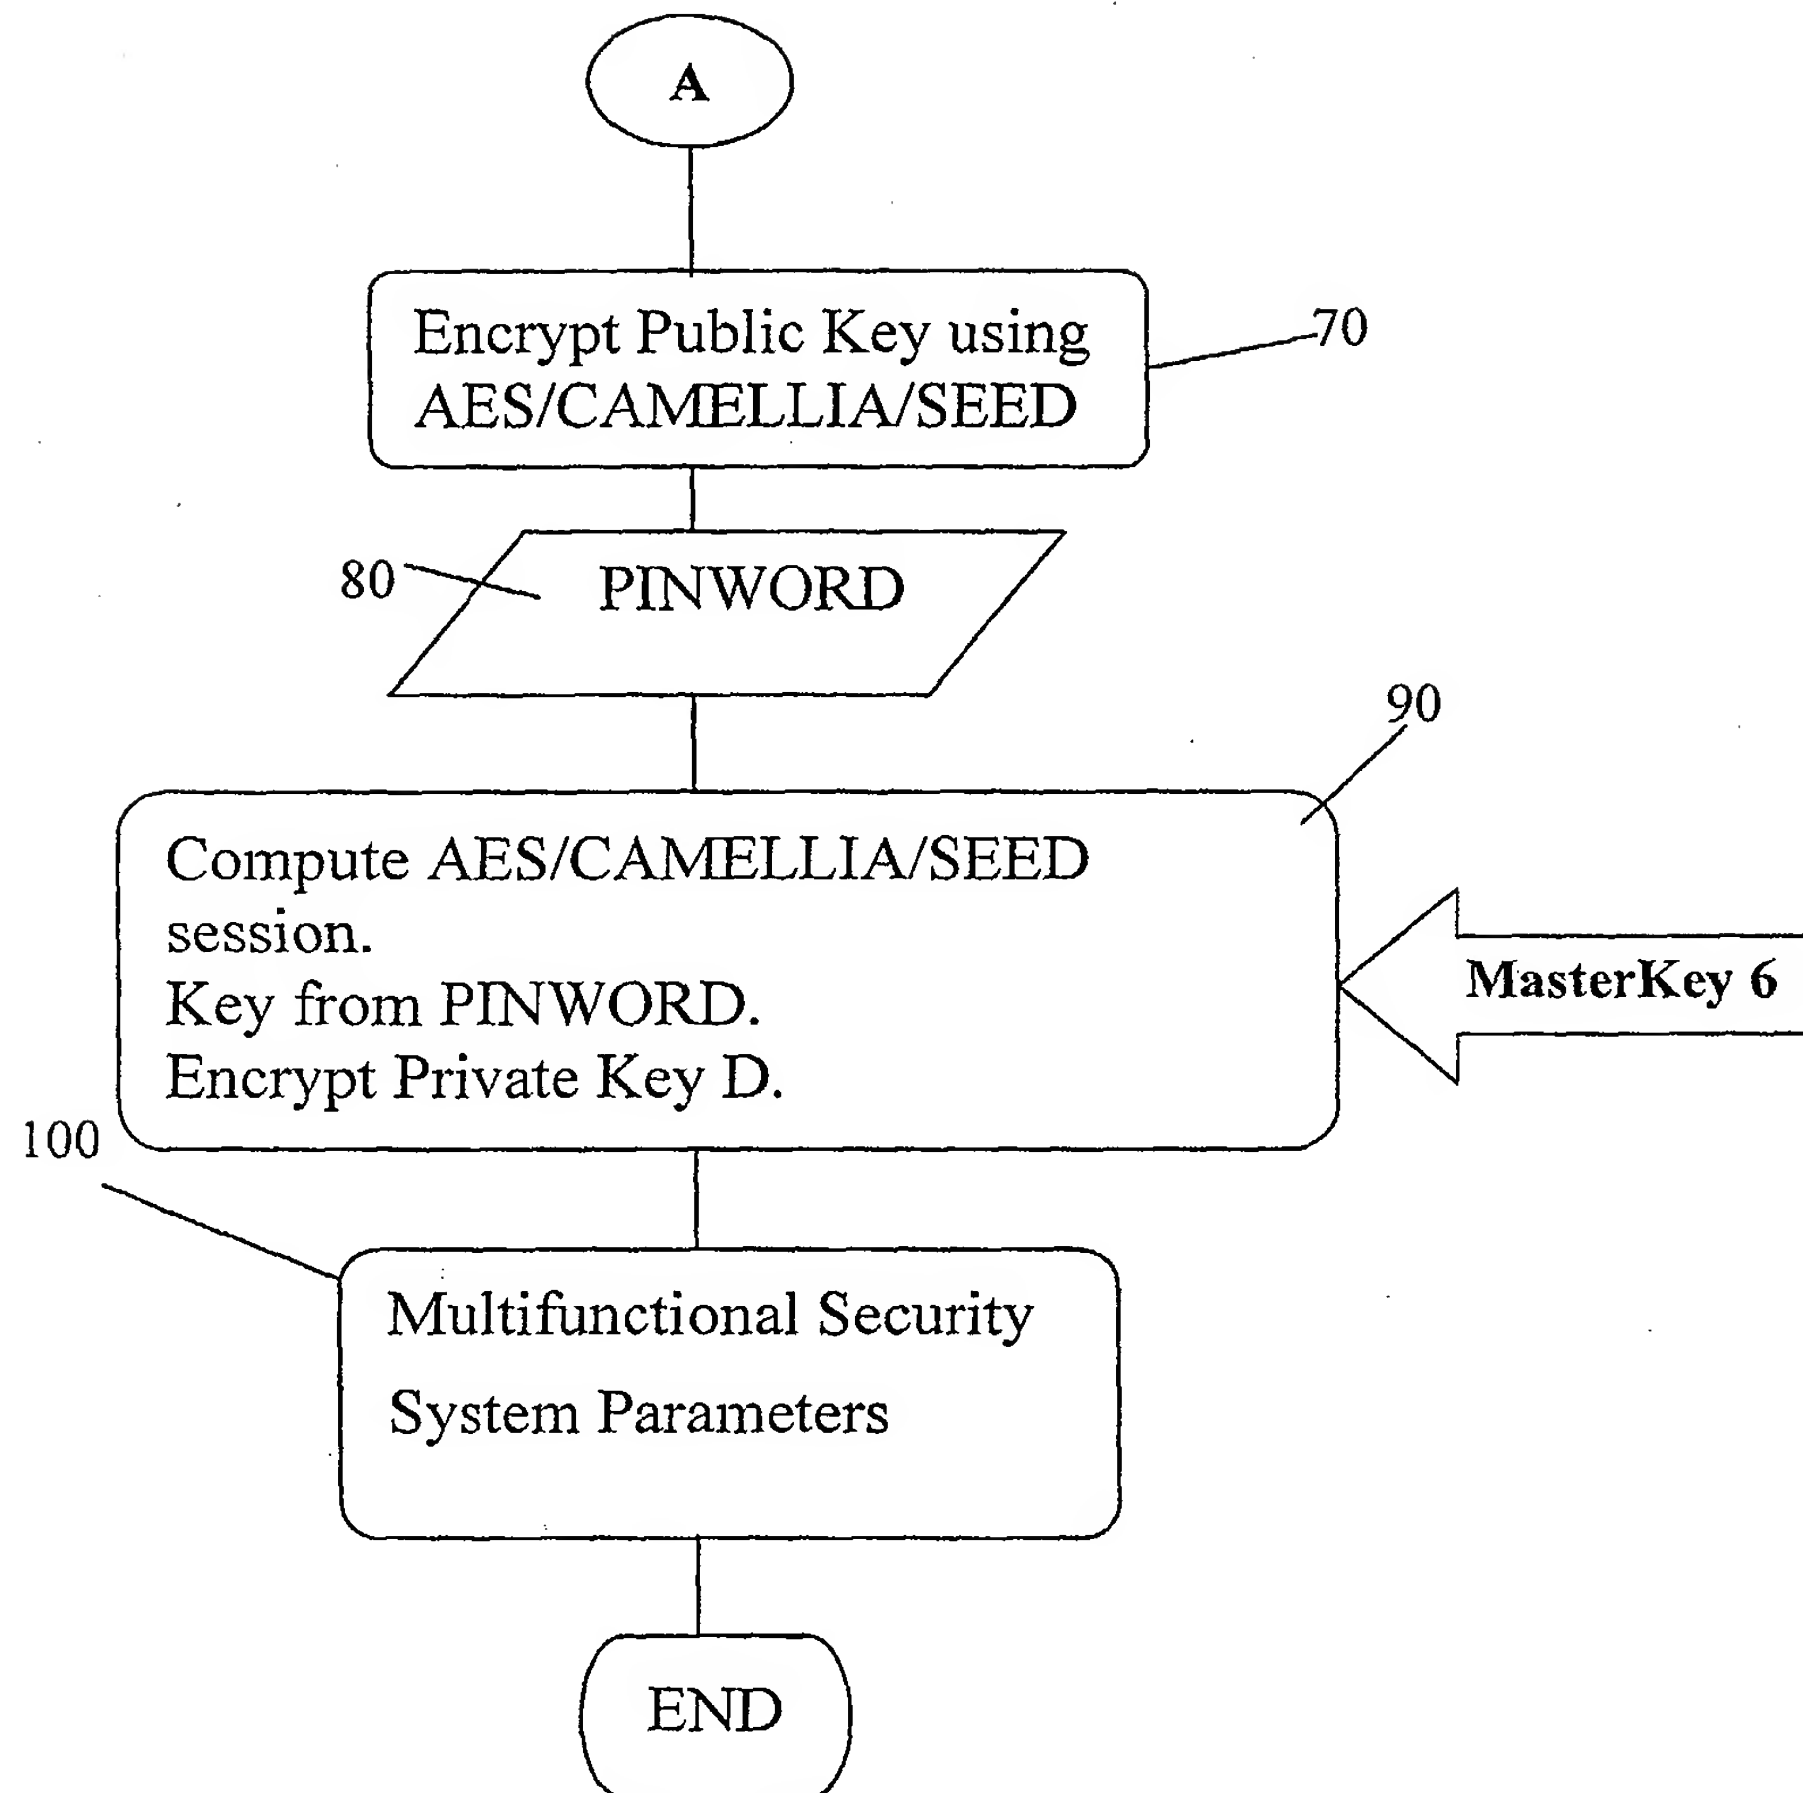 A
Encrypt Public Key using
AES/CAMELLIA/SEED
70
80
PINWORD
90
Compute AES/CAMELLIA/SEED
session.
Key from PINWORD.
Encrypt Private Key D.
MasterKey 6
100
Multifunctional Security
System Parameters
END